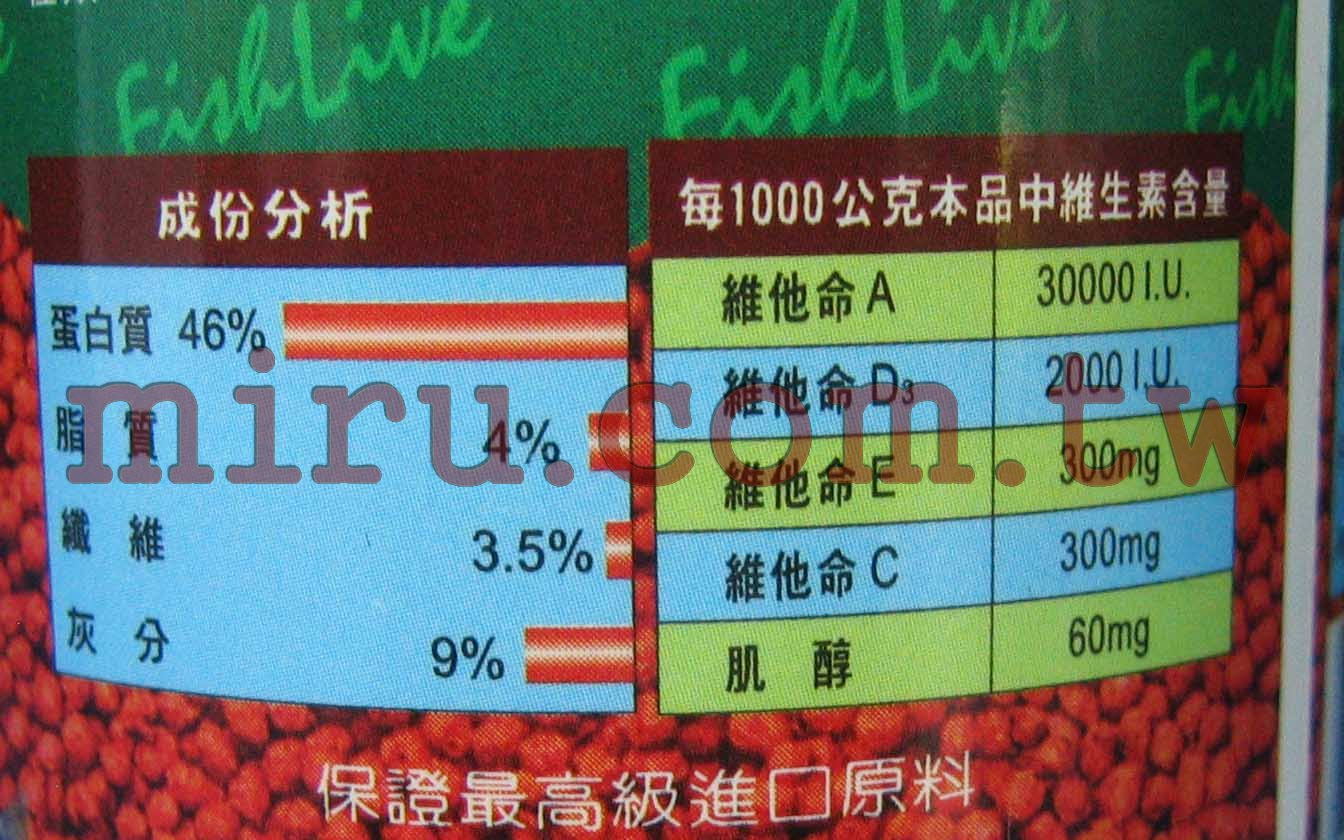 FishLive FishLive Fish
成份分析
蛋白質 46%
脂質 4%
纖維 3.5%
灰分 9%
每1000公克本品中維生素含量
維他命A 30000 I.U.
維他命D3 2000 I.U.
維他命E 300mg
維他命C 300mg
肌醇 60mg
miru.com.tw
保證最高級進口原料